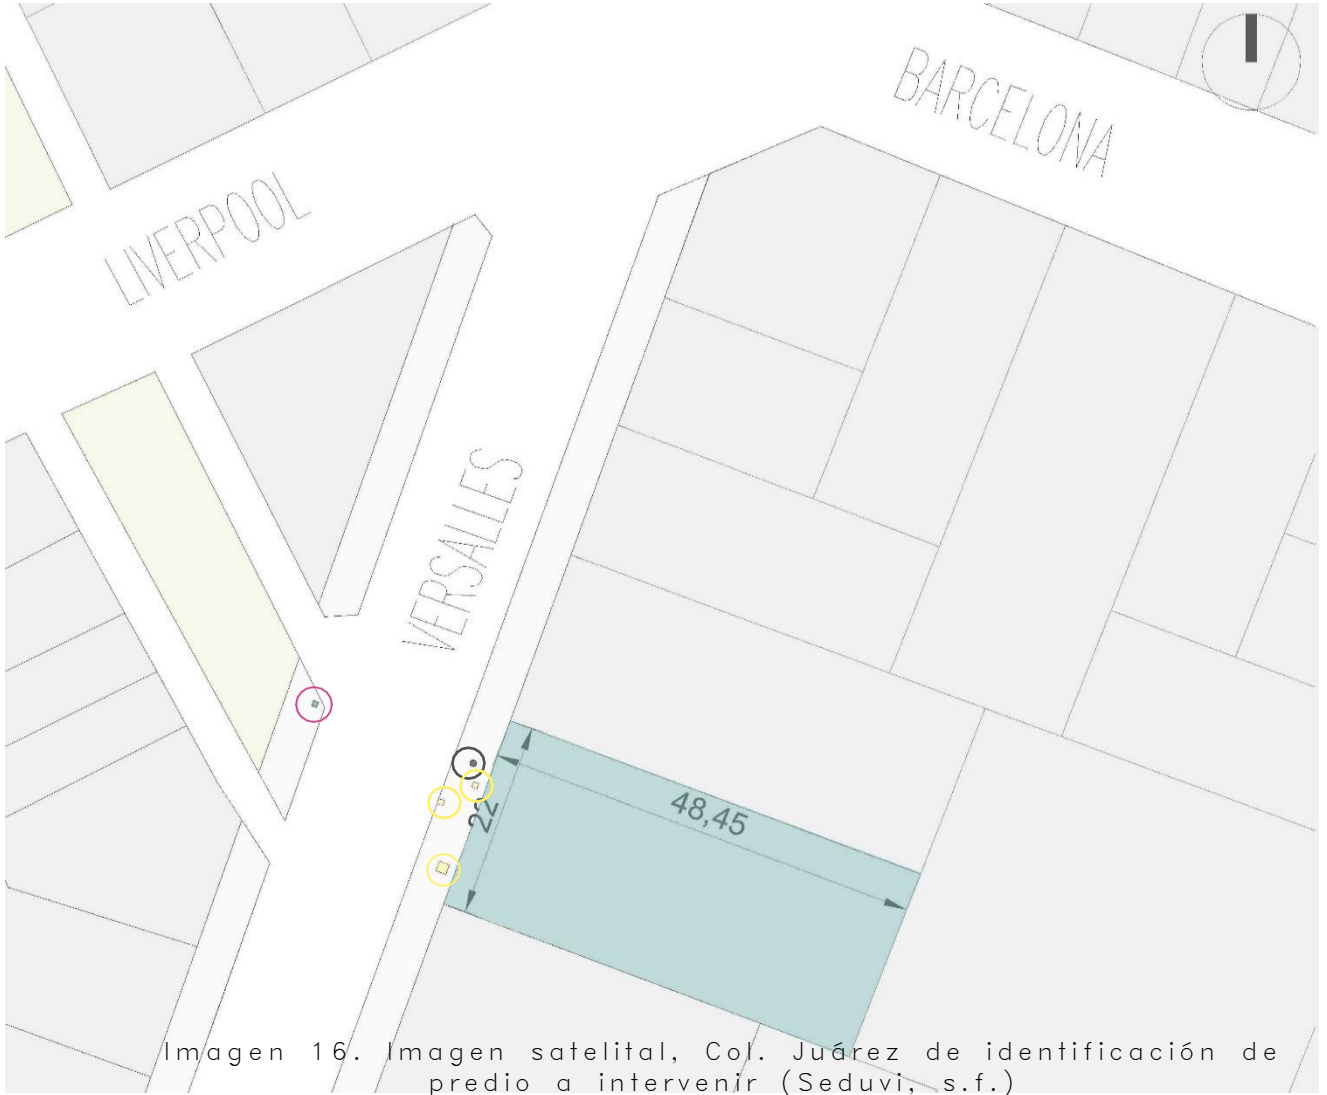 BARCELONA
LIVERPOOL
VERSALLES
48,45
22
Imagen 16. Imagen satelital, Col. Juárez de identificación de
predio a intervenir (Seduvi, s.f.)